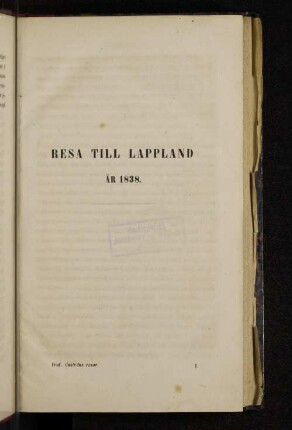 RESA TILL LAPPLAND
ÅR 1838.
Prof. Castréns resor 1